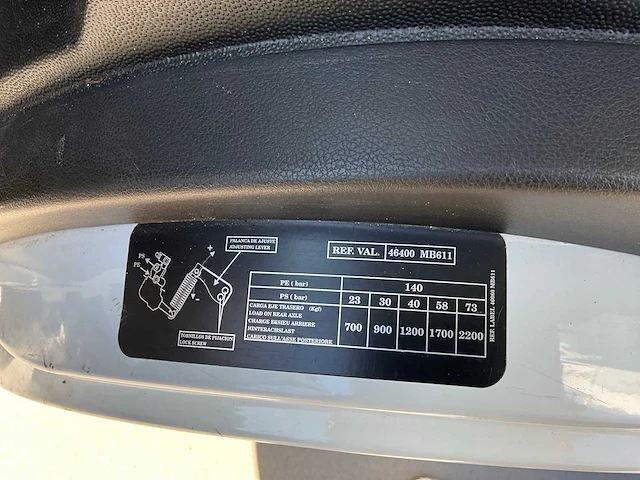 PALANCA DE AJUSTE
ADJUSTING LEVER
PS
PE
+
-
TORNILLOS DE FIJACION
LOCK SCREW
REF. VAL. 46400 MB611
PE ( bar) 140
PS ( bar) 23 30 40 58 73
CARGA EJE TRASERO (Kgf)
LOAD ON REAR AXLE
CHARGE ESSIEU ARRIERE
HINTERACHSLAST
CARICO SULL'ASSE POSTERIORE
700 900 1200 1700 2200
REF. LABEL 46060 MB611